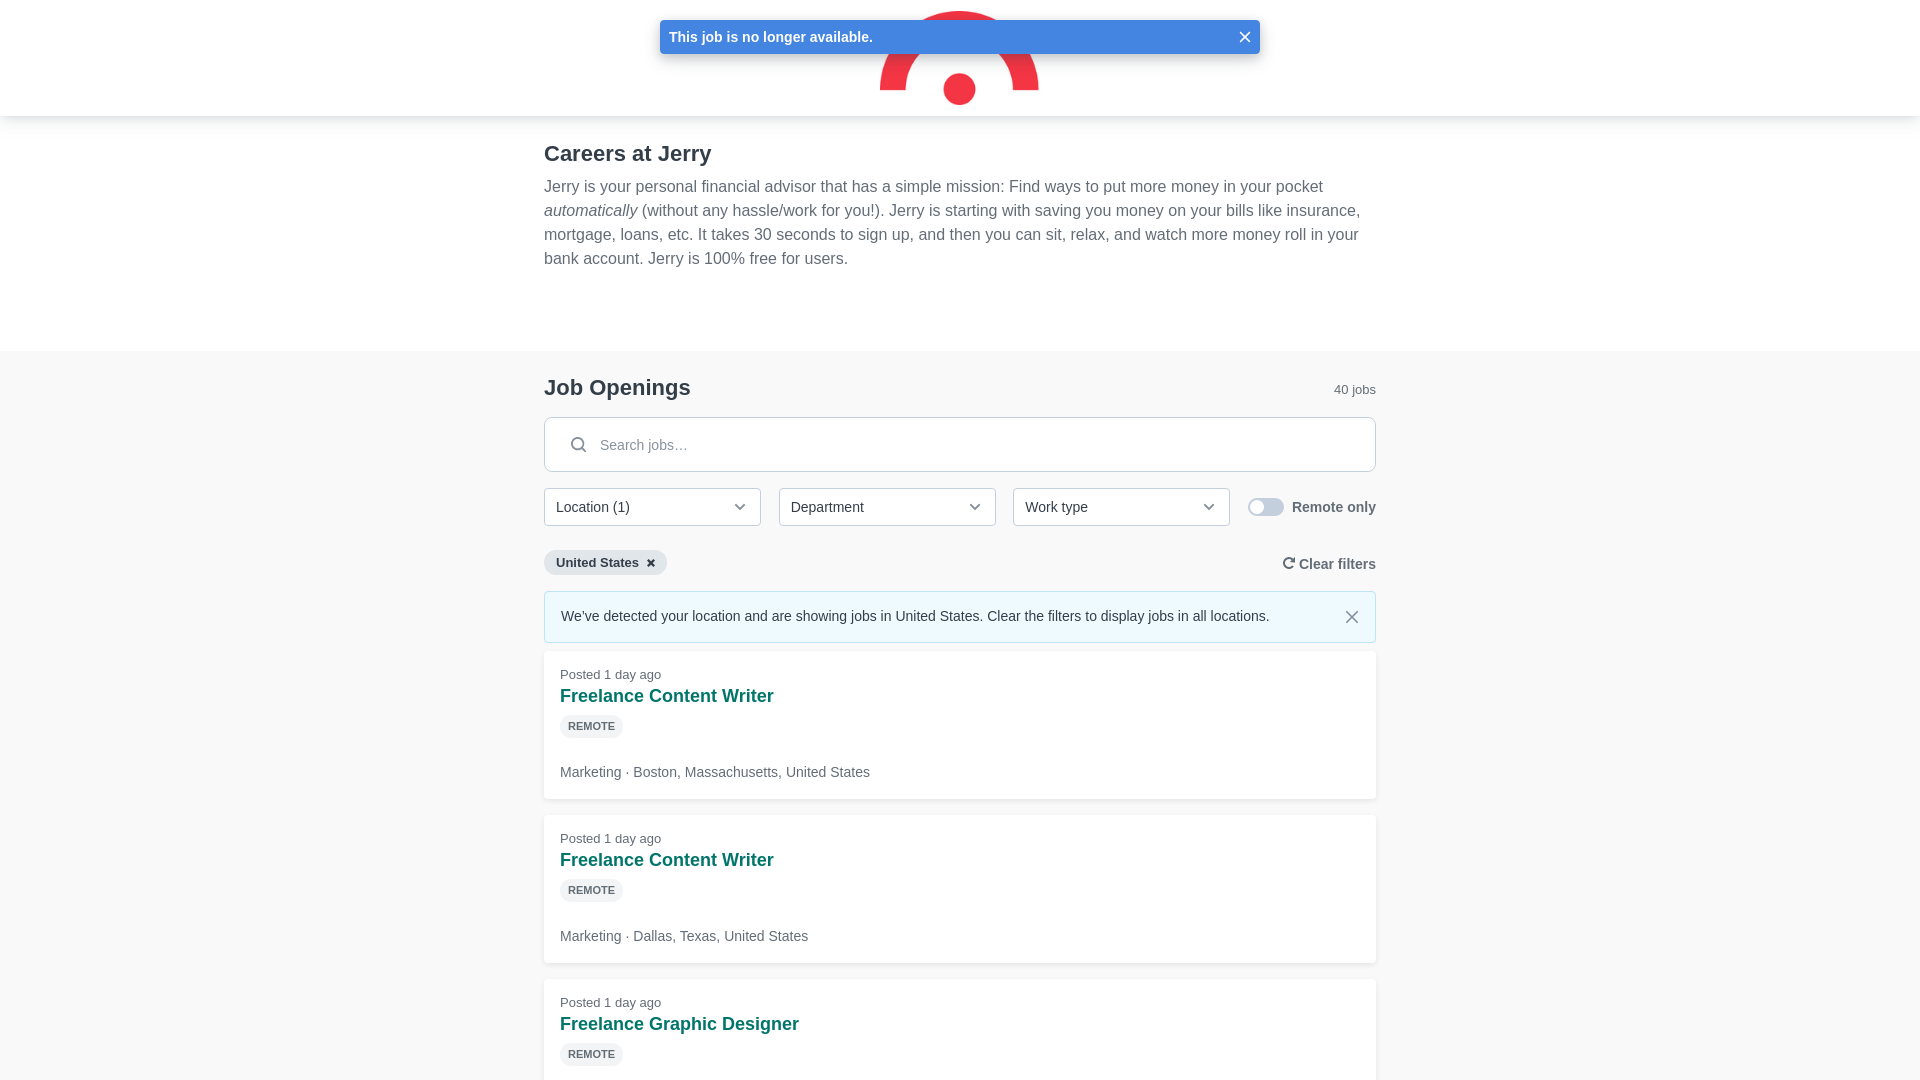 This job is no longer available.
Careers at Jerry
Jerry is your personal financial advisor that has a simple mission: Find ways to put more money in your pocket
automatically (without any hassle/work for you!). Jerry is starting with saving you money on your bills like insurance,
mortgage, loans, etc. It takes 30 seconds to sign up, and then you can sit, relax, and watch more money roll in your
bank account. Jerry is 100% free for users.
Job Openings
40 jobs
Search jobs…
Location (1)
Department
Work type
Remote only
United States
Clear filters
We’ve detected your location and are showing jobs in United States. Clear the filters to display jobs in all locations.
Posted 1 day ago
Freelance Content Writer
REMOTE
Marketing · Boston, Massachusetts, United States
Posted 1 day ago
Freelance Content Writer
REMOTE
Marketing · Dallas, Texas, United States
Posted 1 day ago
Freelance Graphic Designer
REMOTE